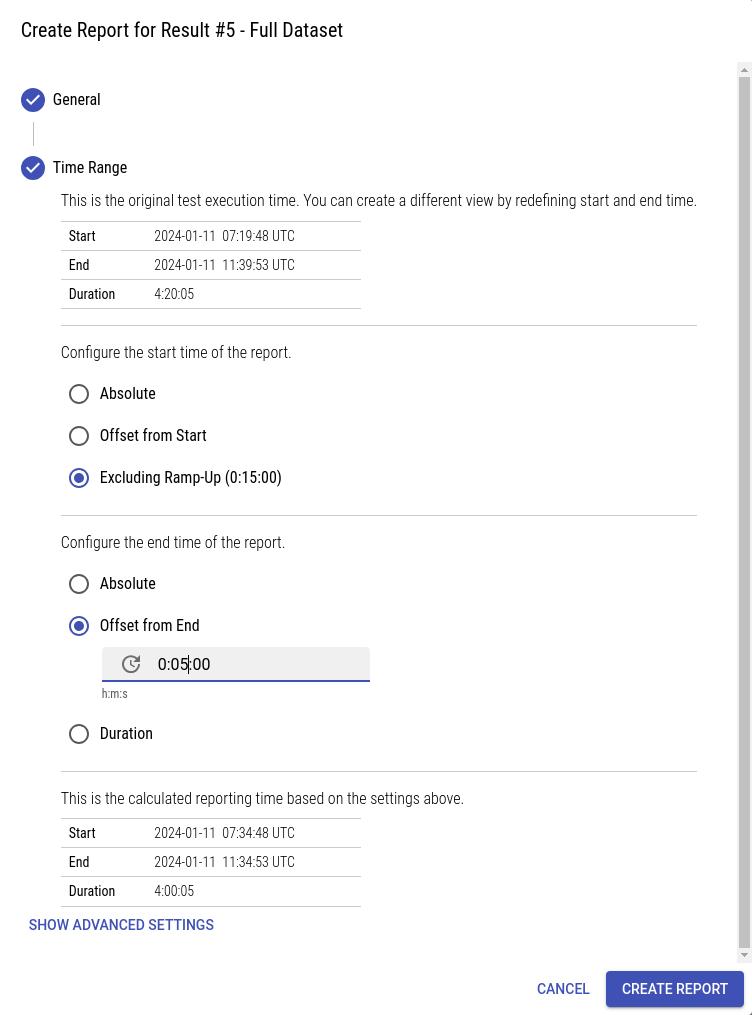 Create Report for Result #5 - Full Dataset
General
Time Range
This is the original test execution time. You can create a different view by redefining start and end time.
Start 2024-01-11 07:19:48 UTC
End 2024-01-11 11:39:53 UTC
Duration 4:20:05
Configure the start time of the report.
Absolute
Offset from Start
Excluding Ramp-Up (0:15:00)
Configure the end time of the report.
Absolute
Offset from End
0:05:00
h:m:s
Duration
This is the calculated reporting time based on the settings above.
Start 2024-01-11 07:34:48 UTC
End 2024-01-11 11:34:53 UTC
Duration 4:00:05
SHOW ADVANCED SETTINGS
CANCEL CREATE REPORT